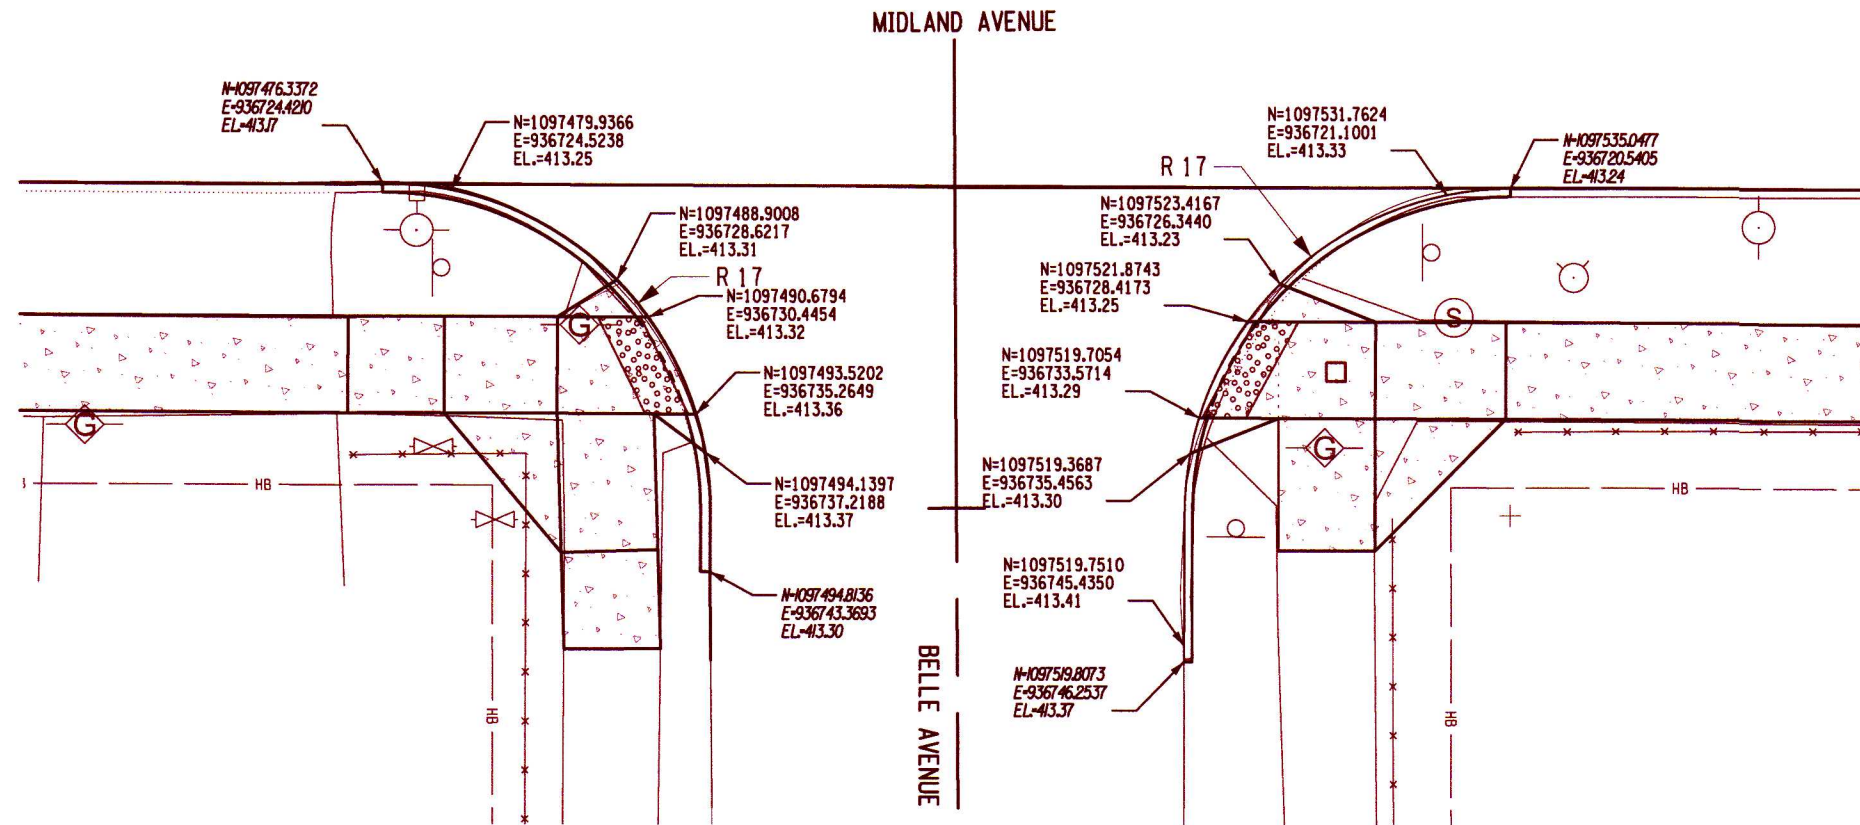 MIDLAND AVENUE
N=1097476.3372
E=936724.4210
EL=413.17
N=1097479.9366
E=936724.5238
EL.=413.25
N=1097488.9008
E=936728.6217
EL.=413.31
R 17
N=1097490.6794
E=936730.4454
EL.=413.32
N=1097493.5202
E=936735.2649
EL.=413.36
N=1097494.1397
E=936737.2188
EL.=413.37
N=1097494.8136
E=936743.3693
EL=413.30
G
G
HB
HB
N=1097531.7624
E=936721.1001
EL.=413.33
N=1097535.0477
E=936720.5405
EL=413.24
R 17
N=1097523.4167
E=936726.3440
EL.=413.23
N=1097521.8743
E=936728.4173
EL.=413.25
N=1097519.7054
E=936733.5714
EL.=413.29
N=1097519.3687
E=936735.4563
EL.=413.30
N=1097519.7510
E=936745.4350
EL.=413.41
N=1097519.8073
E=936746.2537
EL=413.37
S
G
HB
HB
BELLE AVENUE